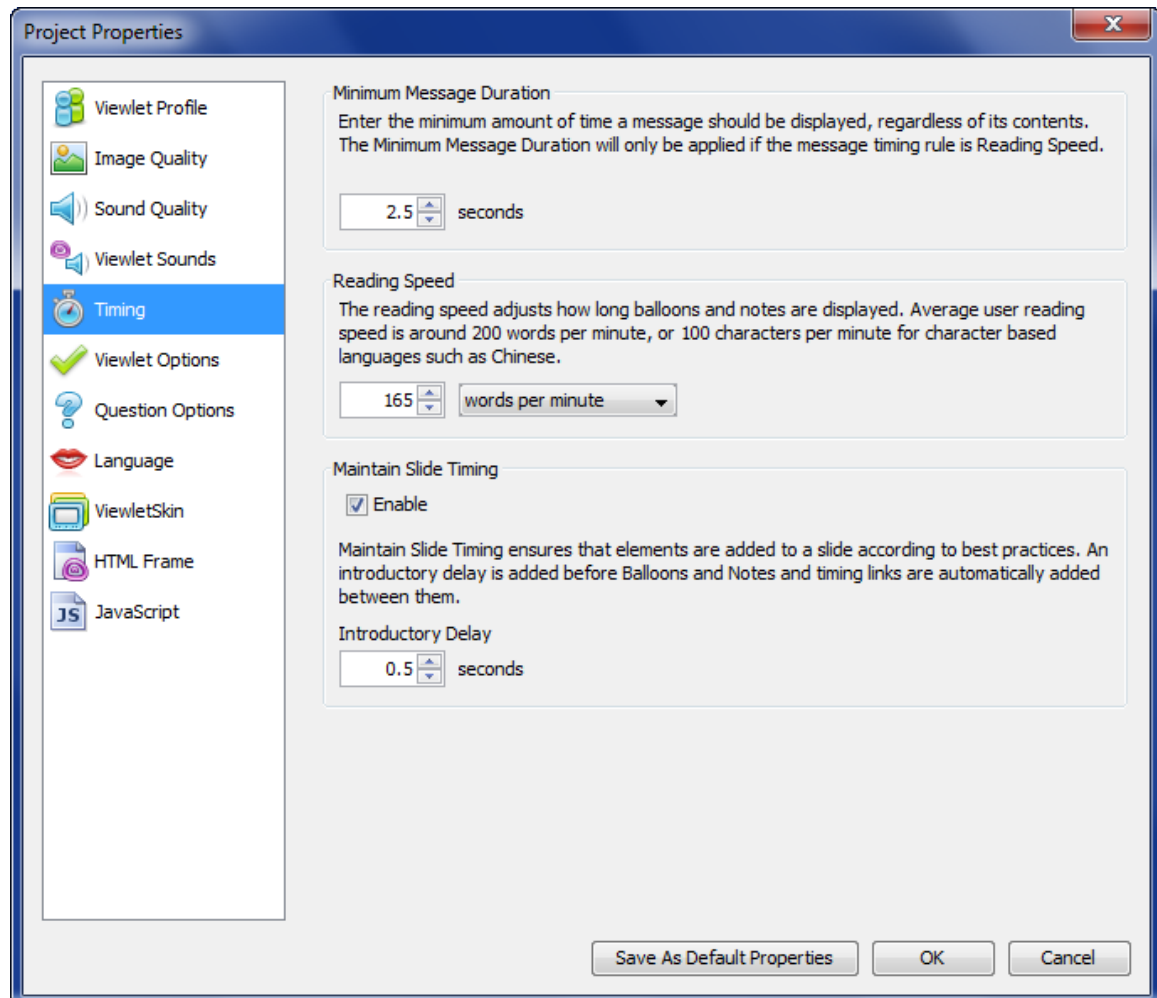 Project Properties
Viewlet Profile
Image Quality
Sound Quality
Viewlet Sounds
Timing
Viewlet Options
Question Options
Language
ViewletSkin
HTML Frame
JS JavaScript
Minimum Message Duration
Enter the minimum amount of time a message should be displayed, regardless of its contents.
The Minimum Message Duration will only be applied if the message timing rule is Reading Speed.
2.5 seconds
Reading Speed
The reading speed adjusts how long balloons and notes are displayed. Average user reading
speed is around 200 words per minute, or 100 characters per minute for character based
languages such as Chinese.
165 words per minute
Maintain Slide Timing
Enable
Maintain Slide Timing ensures that elements are added to a slide according to best practices. An
introductory delay is added before Balloons and Notes and timing links are automatically added
between them.
Introductory Delay
0.5 seconds
Save As Default Properties OK Cancel